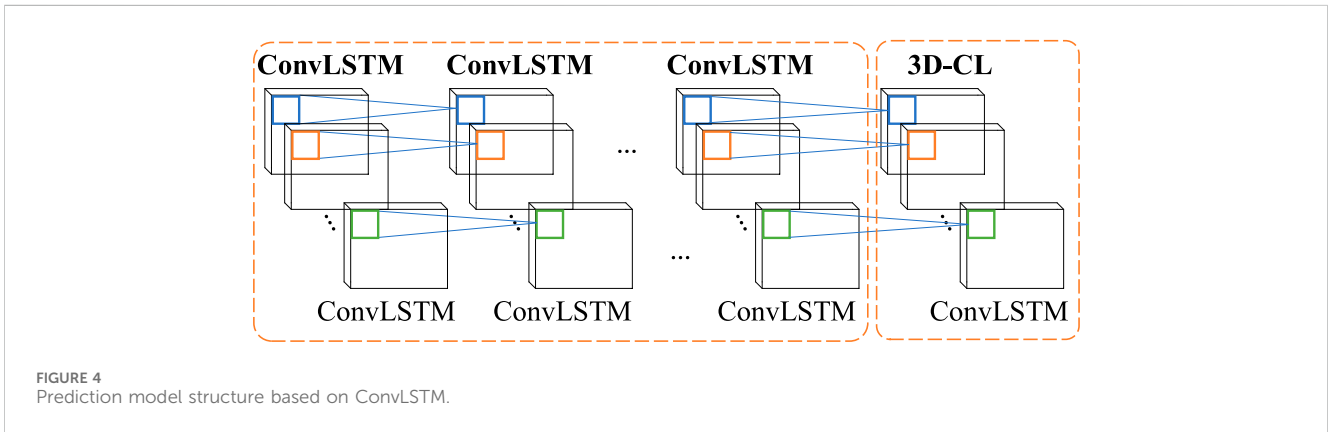 ConvLSTM ConvLSTM ConvLSTM 3D-CL
...
...
ConvLSTM ConvLSTM ConvLSTM ConvLSTM
FIGURE 4
Prediction model structure based on ConvLSTM.